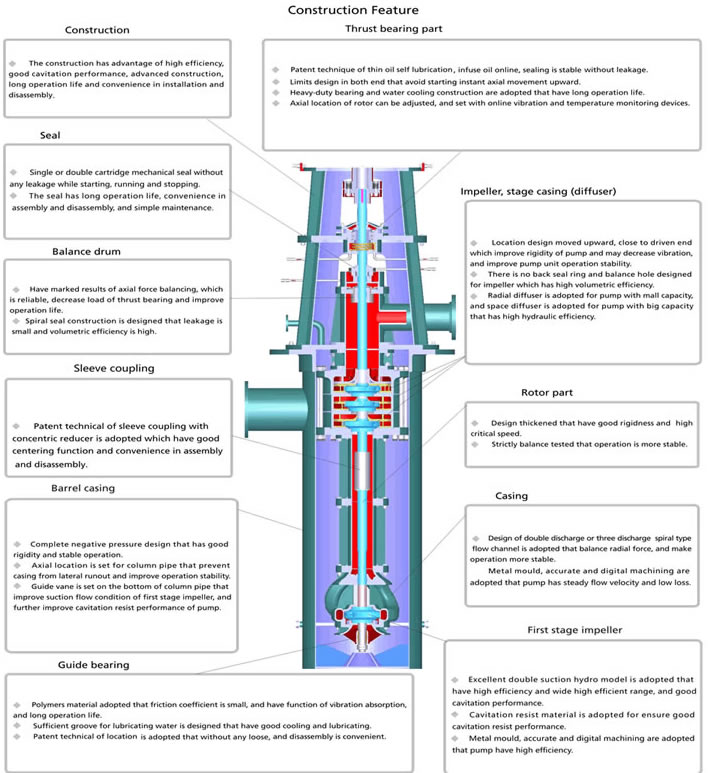 Construction Feature
Construction
The construction has advantage of high efficiency,
good cavitation performance, advanced construction,
long operation life and convenience in installation and
disassembly.
Thrust bearing part
Patent technique of thin oil self lubrication, infuse oil online, sealing is stable without leakage.
Limits design in both end that avoid starting instant axial movement upward.
Heavy-duty bearing and water cooling construction are adopted that have long operation life.
Axial location of rotor can be adjusted, and set with online vibration and temperature monitoring devices.
Seal
Single or double cartridge mechanical seal without
any leakage while starting, running and stopping.
The seal has long operation life, convenience in
assembly and disassembly, and simple maintenance.
Impeller, stage casing (diffuser)
Location design moved upward, close to driven end
which improve rigidity of pump and may decrease vibration,
and improve pump unit operation stability.
There is no back seal ring and balance hole designed
for impeller which has high volumetric efficiency.
Radial diffuser is adopted for pump with mall capacity,
and space diffuser is adopted for pump with big capacity
that has high hydraulic efficiency.
Balance drum
Have marked results of axial force balancing, which
is reliable, decrease load of thrust bearing and improve
operation life.
Spiral seal construction is designed that leakage is
small and volumetric efficiency is high.
Sleeve coupling
Patent technical of sleeve coupling with
concentric reducer is adopted which have good
centering function and convenience in assembly
and disassembly.
Rotor part
Design thickened that have good rigidness and high
critical speed.
Strictly balance tested that operation is more stable.
Barrel casing
Complete negative pressure design that has good
rigidity and stable operation.
Axial location is set for column pipe that prevent
casing from lateral runout and improve operation stability.
Guide vane is set on the bottom of column pipe that
improve suction flow condition of first stage impeller, and
further improve cavitation resist performance of pump.
Casing
Design of double discharge or three discharge spiral type
flow channel is adopted that balance radial force, and make
operation more stable.
Metal mould, accurate and digital machining are
adopted that pump has steady flow velocity and low loss.
First stage impeller
Excellent double suction hydro model is adopted that
have high efficiency and wide high efficient range, and good
cavitation performance.
Cavitation resist material is adopted for ensure good
cavitation resist performance.
Metal mould, accurate and digital machining are adopted
that pump have high efficiency.
Guide bearing
Polymers material adopted that friction coefficient is small, and have function of vibration absorption,
and long operation life.
Sufficient groove for lubricating water is designed that have good cooling and lubricating.
Patent technical of location is adopted that without any loose, and disassembly is convenient.